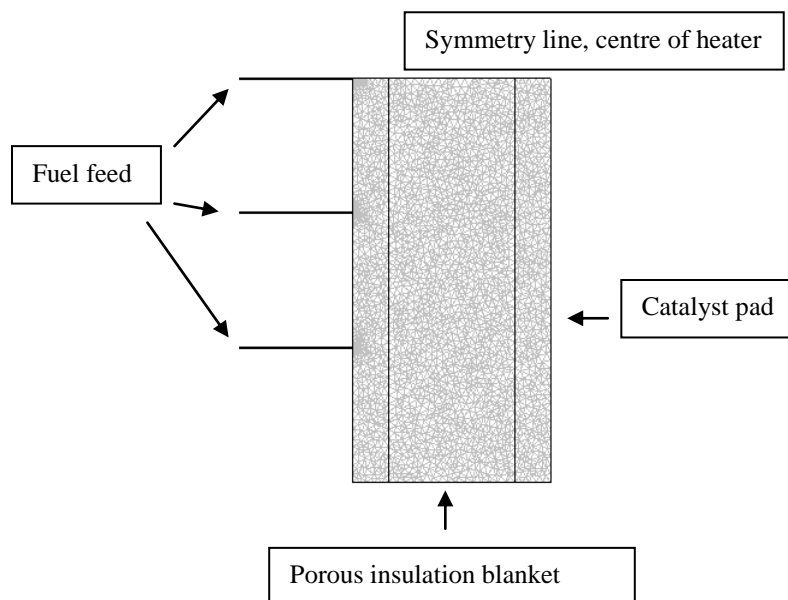 Symmetry line, centre of heater
Fuel feed
Catalyst pad
Porous insulation blanket